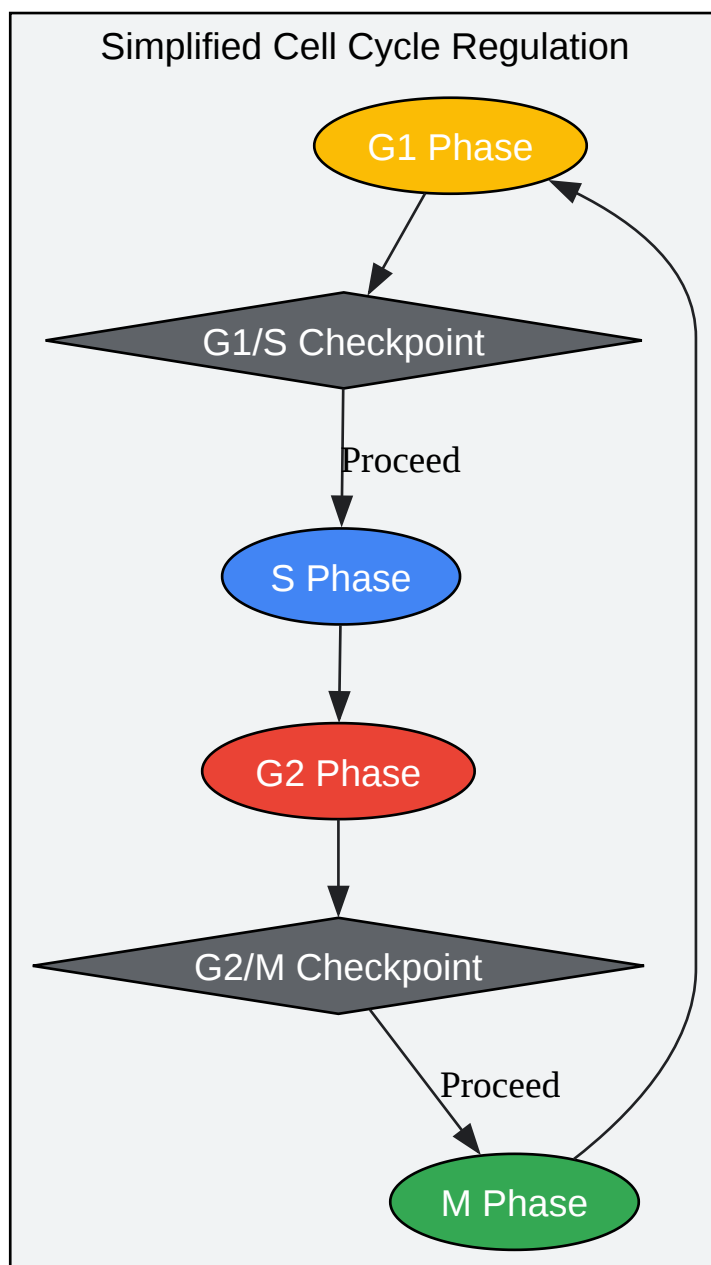 Simplified Cell Cycle Regulation
G1 Phase
G1/S Checkpoint
Proceed
S Phase
G2 Phase
G2/M Checkpoint
Proceed
M Phase